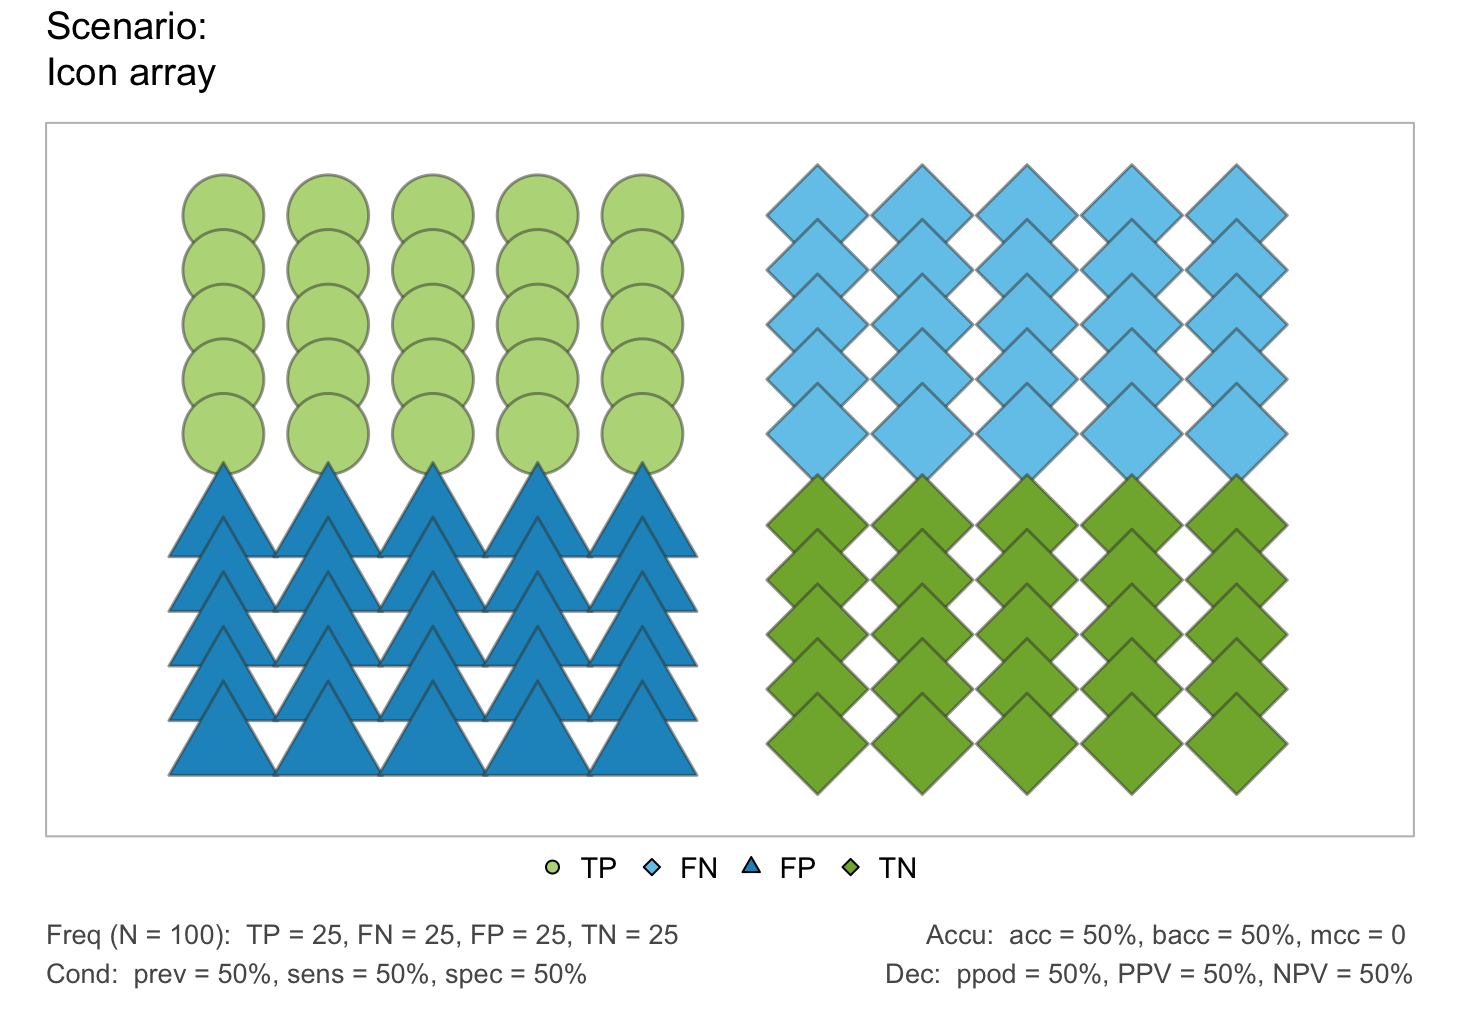 Scenario:
Icon array
TP FN FP TN
Freq (N = 100):  TP = 25, FN = 25, FP = 25, TN = 25
Accu:  acc = 50%, bacc = 50%, mcc = 0
Cond:  prev = 50%, sens = 50%, spec = 50%
Dec:  ppod = 50%, PPV = 50%, NPV = 50%